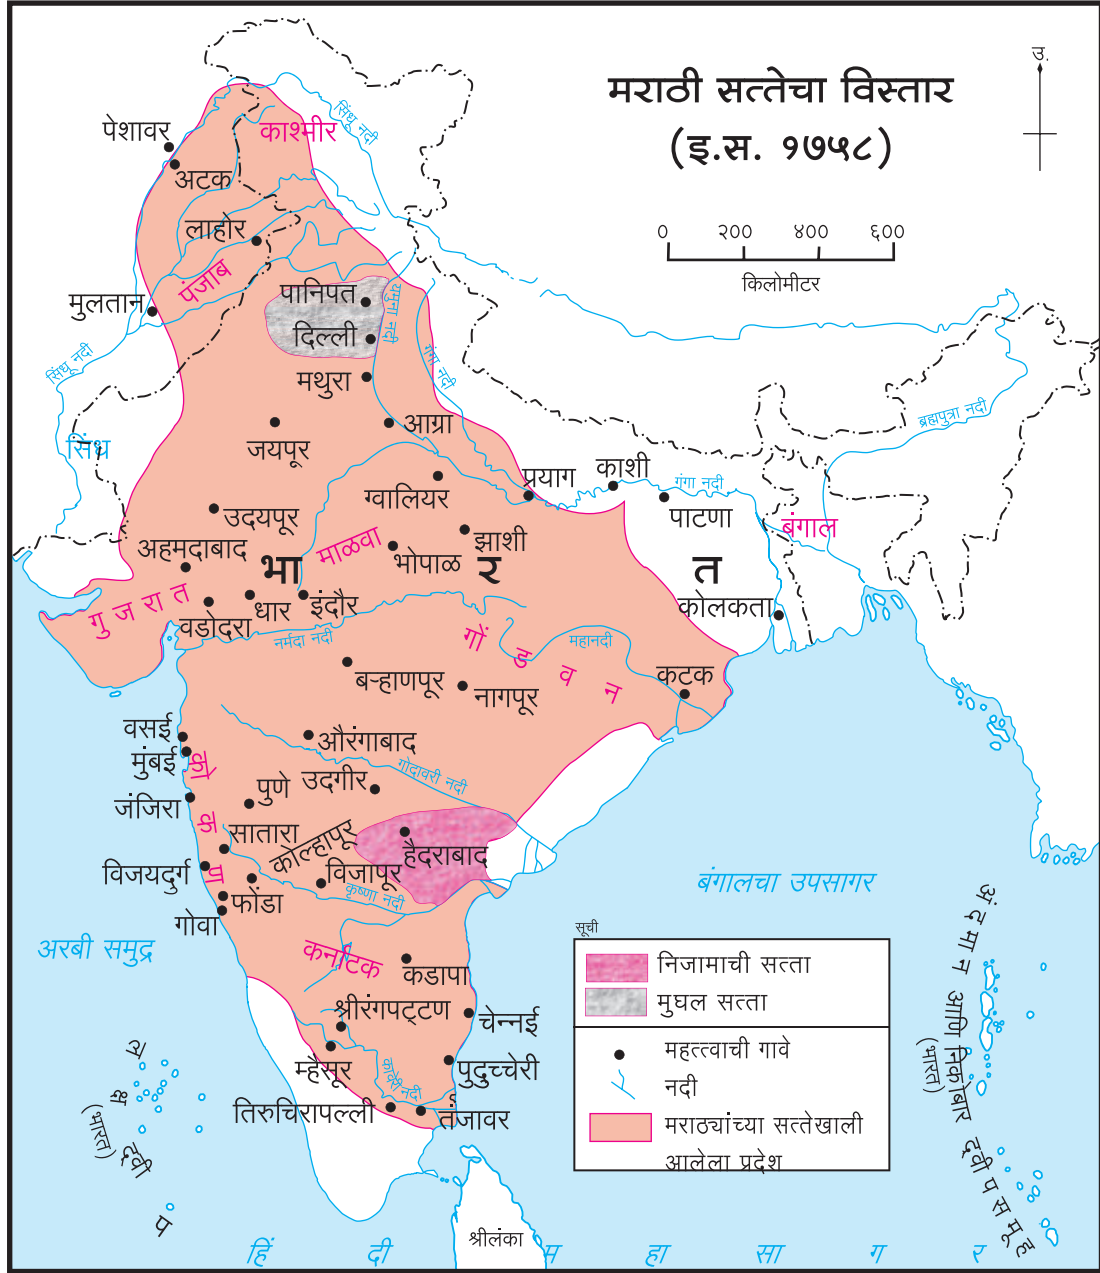 मराठी सत्तेचा विस्तार
(इ.स. १७५८)
उ.
० २०० ४०० ६००
किलोमीटर
पेशावर
काश्मीर
सिंधू नदी
अटक
लाहोर
पंजाब
मुलतान
पानिपत
यमुना नदी
दिल्ली
सिंधू नदी
गंगा नदी
मथुरा
सिंध
जयपूर
आग्रा
ब्रह्मपुत्रा नदी
ग्वालियर
प्रयाग
काशी
गंगा नदी
पाटणा
बंगाल
उदयपूर
झाशी
अहमदाबाद
माळवा
भोपाळ
भा र त
गुजरात
वडोदरा
धार
इंदौर
कोलकता
नर्मदा नदी
गोंडवन
महानदी
बऱ्हाणपूर
नागपूर
कटक
वसई
मुंबई
औरंगाबाद
गोदावरी नदी
कोकण
जंजिरा
पुणे
उदगीर
सातारा
कोल्हापूर
हैदराबाद
विजयदुर्ग
विजापूर
कृष्णा नदी
फोंडा
गोवा
बंगालचा उपसागर
अरबी समुद्र
कर्नाटक
कडापा
श्रीरंगपट्टण
चेन्नई
म्हैसूर
कावेरी नदी
पुदुच्चेरी
तिरुचिरापल्ली
तंजावर
लक्षद्वीप
(भारत)
अंदमान आणि निकोबार द्वीपसमूह
(भारत)
सूची
निजामाची सत्ता
मुघल सत्ता
महत्त्वाची गावे
नदी
मराठ्यांच्या सत्तेखाली
आलेला प्रदेश
श्रीलंका
हिं दी म हा सा ग र